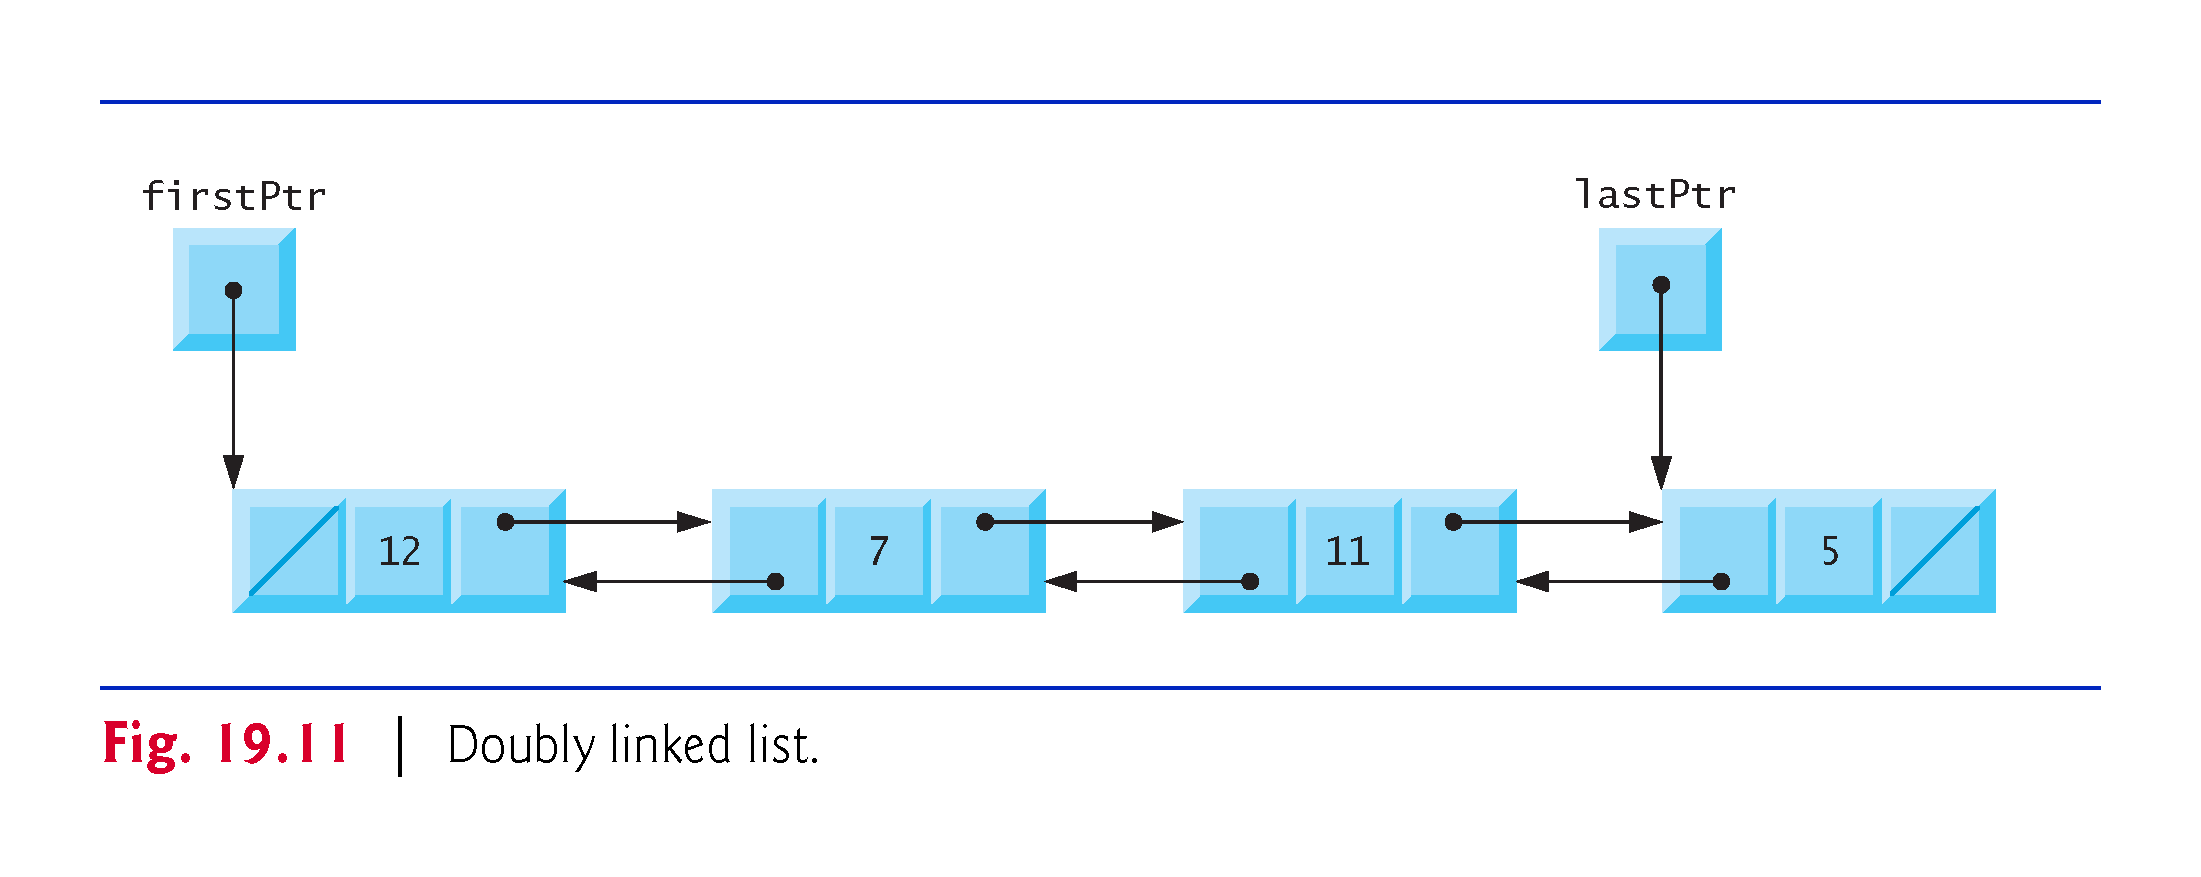 firstPtr
lastPtr
12
7
11
5
Fig. 19.11 | Doubly linked list.